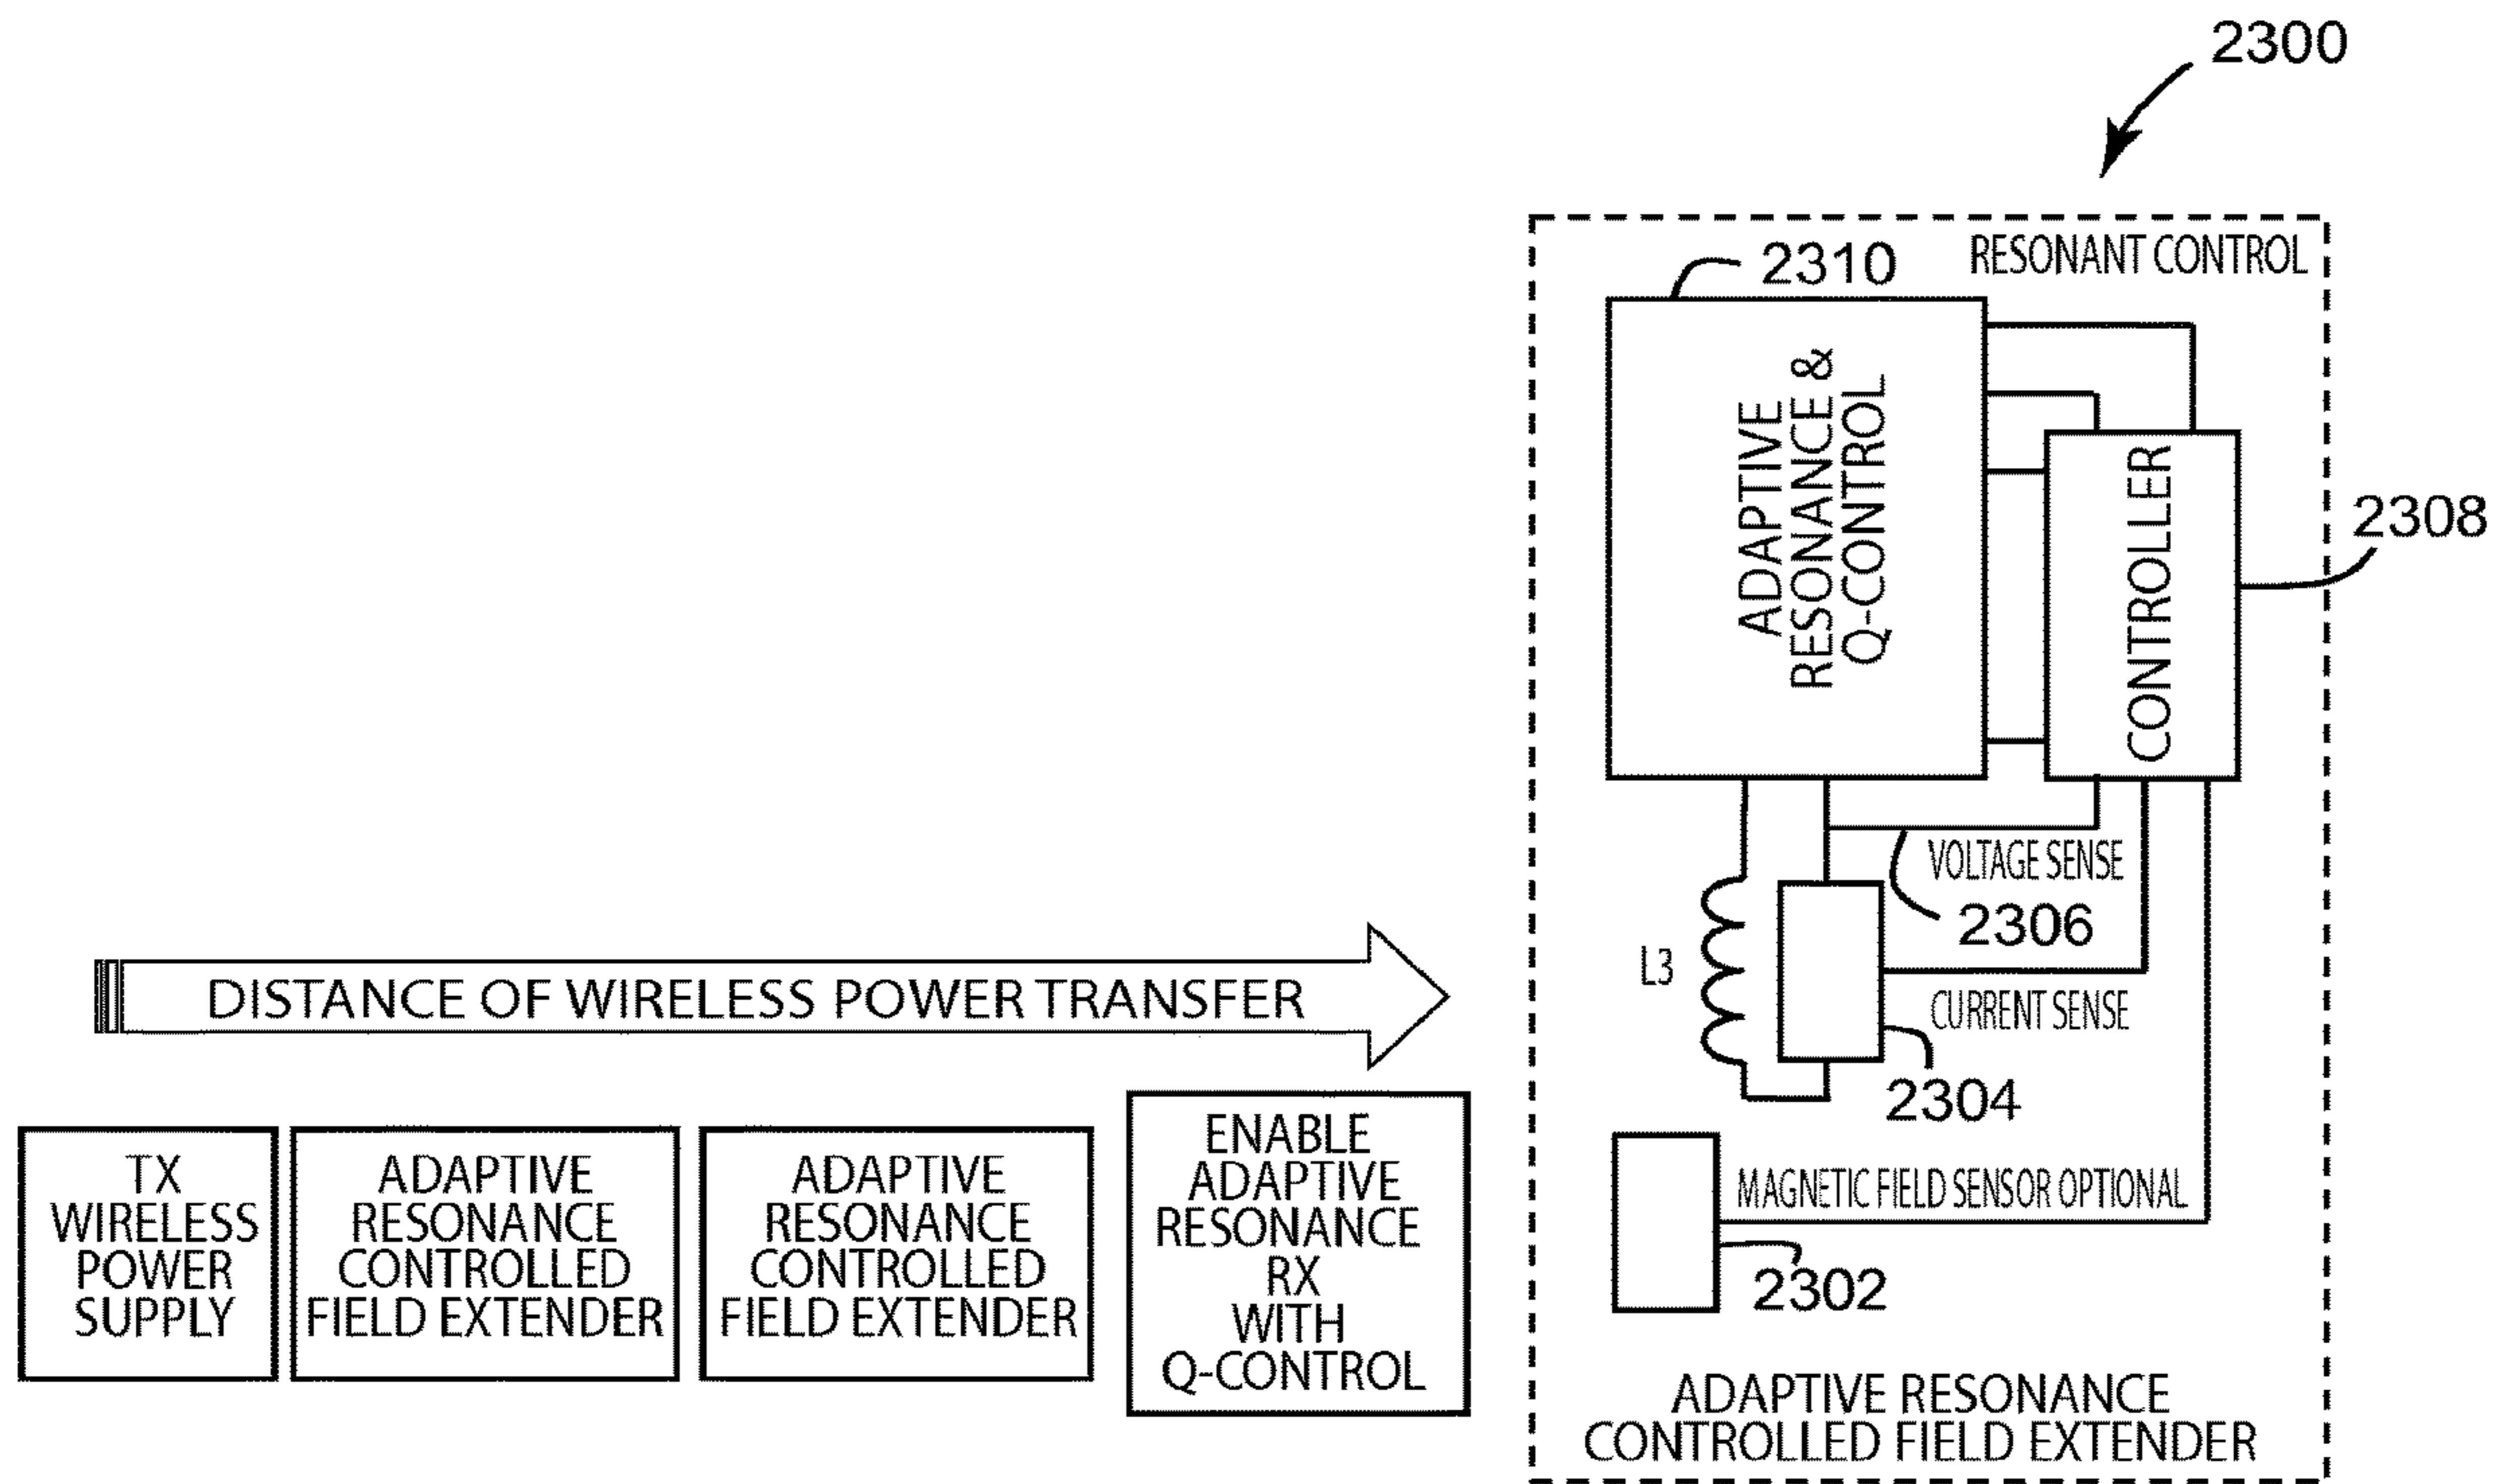 2300
RESONANT CONTROL
2310
ADAPTIVE
RESONANCE &
Q-CONTROL
CONTROLLER
2308
VOLTAGE SENSE
2306
L3
CURRENT SENSE
2304
MAGNETIC FIELD SENSOR OPTIONAL
2302
ADAPTIVE RESONANCE
CONTROLLED FIELD EXTENDER
DISTANCE OF WIRELESS POWER TRANSFER
TX
WIRELESS
POWER
SUPPLY
ADAPTIVE
RESONANCE
CONTROLLED
FIELD EXTENDER
ADAPTIVE
RESONANCE
CONTROLLED
FIELD EXTENDER
ENABLE
ADAPTIVE
RESONANCE
RX
WITH
Q-CONTROL